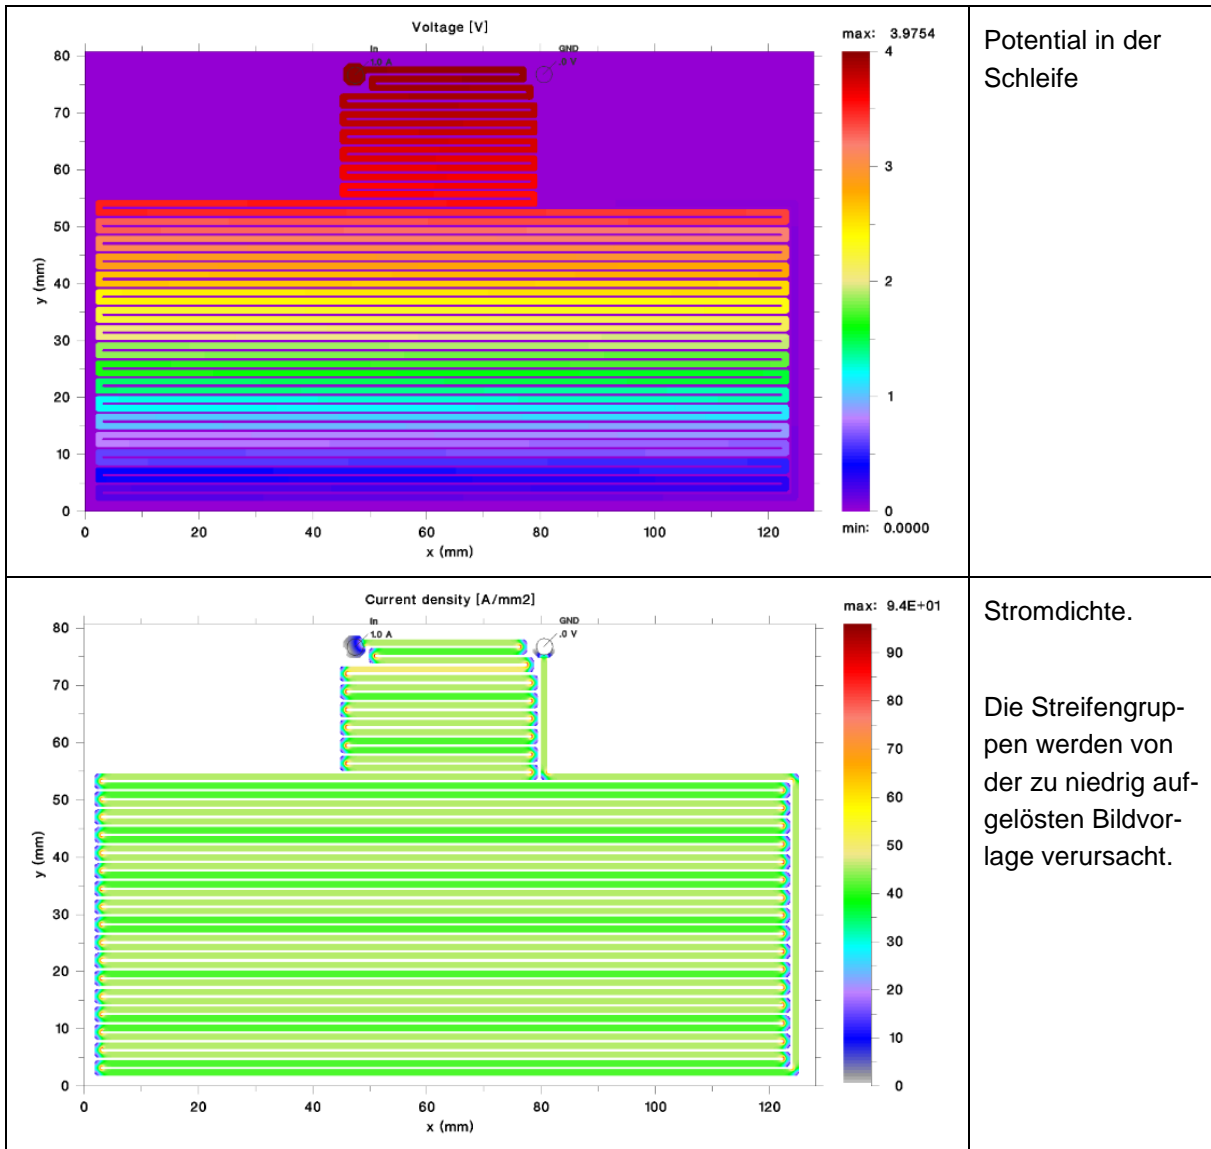 Voltage [V]
max: 3.9754
In
1.0 A
GND
.0 V
80
70
60
50
40
30
20
10
0
y (mm)
0 20 40 60 80 100 120
x (mm)
4
3
2
1
0
min: 0.0000
Potential in der
Schleife
Current density [A/mm2]
max: 9.4E+01
In
1.0 A
GND
.0 V
80
70
60
50
40
30
20
10
0
y (mm)
0 20 40 60 80 100 120
x (mm)
90
80
70
60
50
40
30
20
10
0
Stromdichte.
Die Streifengrup-
pen werden von
der zu niedrig auf-
gelösten Bildvor-
lage verursacht.